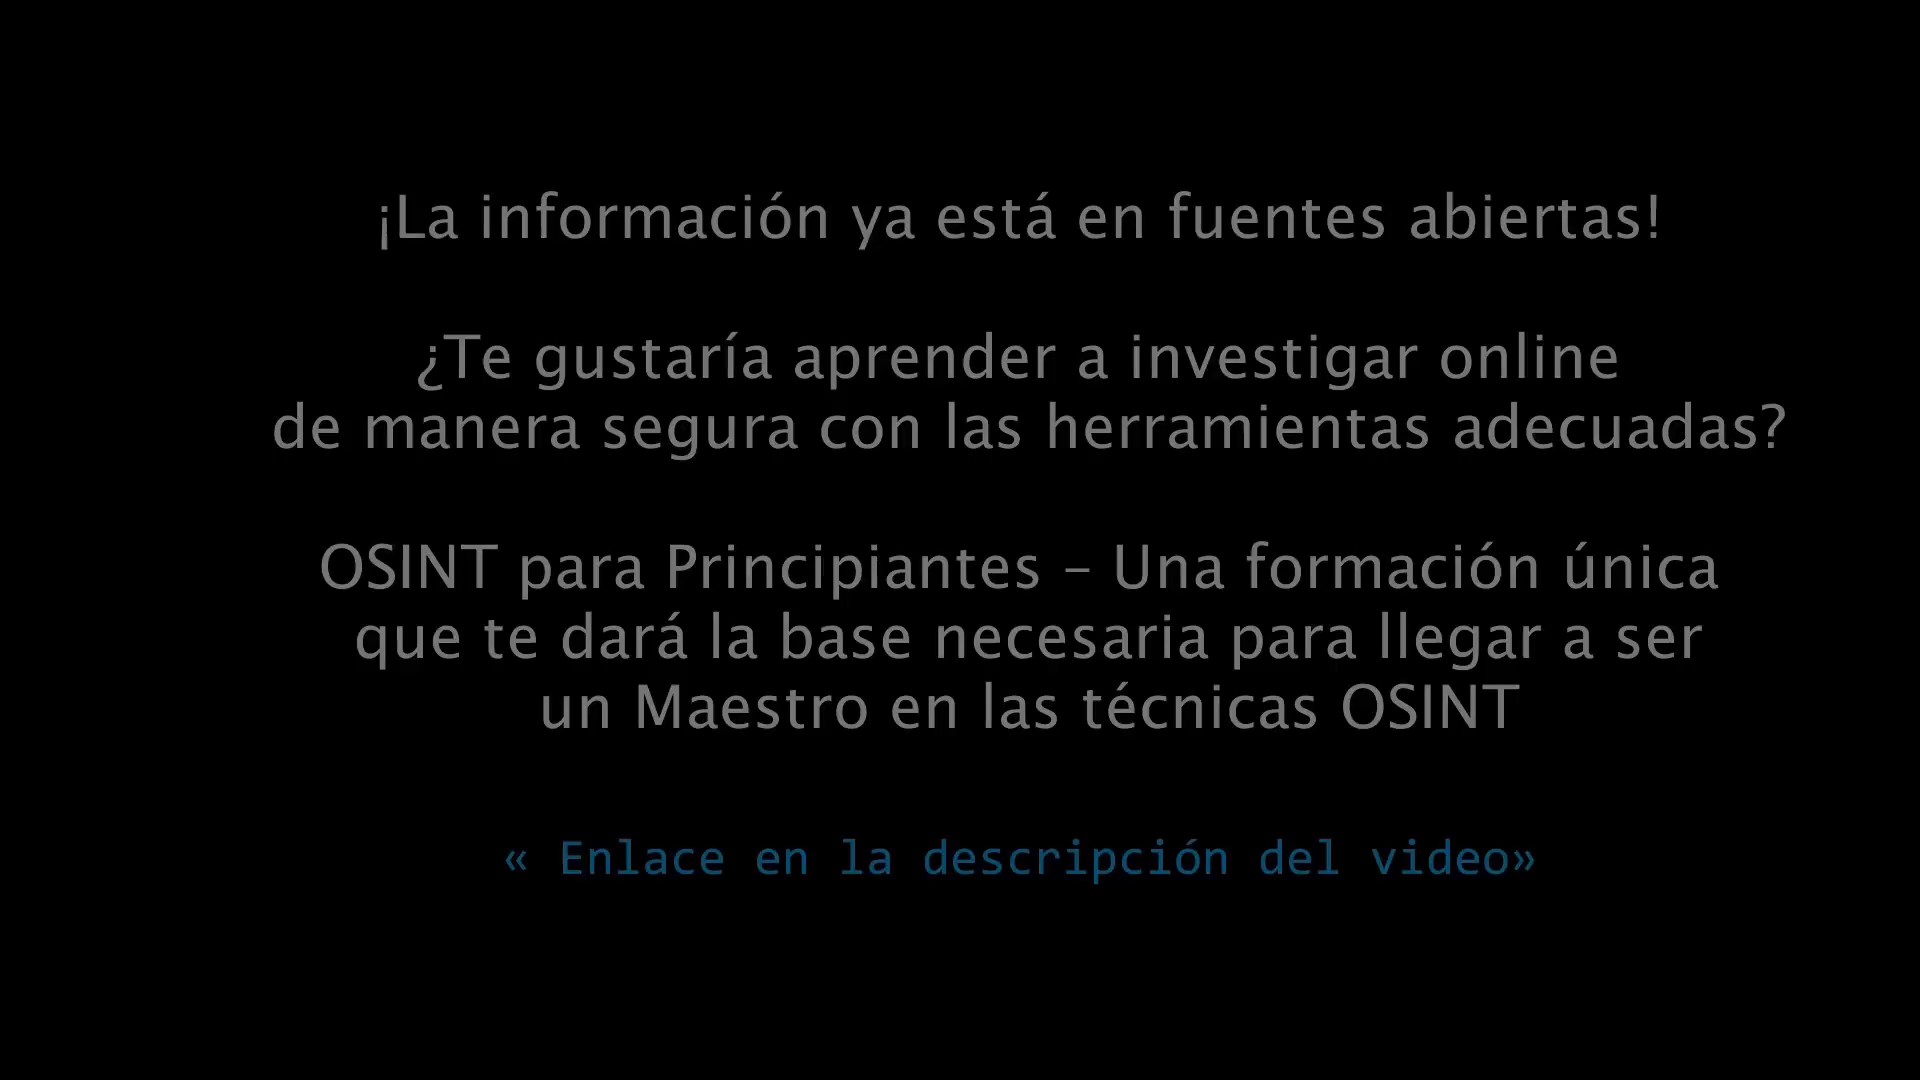 ¡La información ya está en fuentes abiertas!
¿Te gustaría aprender a investigar online
de manera segura con las herramientas adecuadas?
OSINT para Principiantes – Una formación única
que te dará la base necesaria para llegar a ser
un Maestro en las técnicas OSINT
« Enlace en la descripción del video»